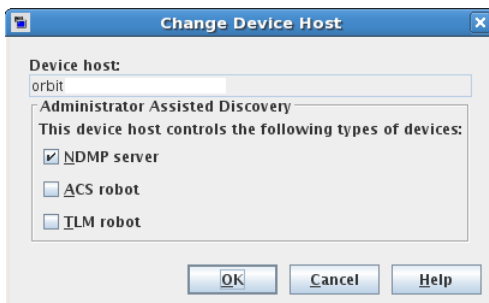 Change Device Host
Device host:
orbit
Administrator Assisted Discovery
This device host controls the following types of devices:
NDMP server
ACS robot
TLM robot
OK
Cancel
Help